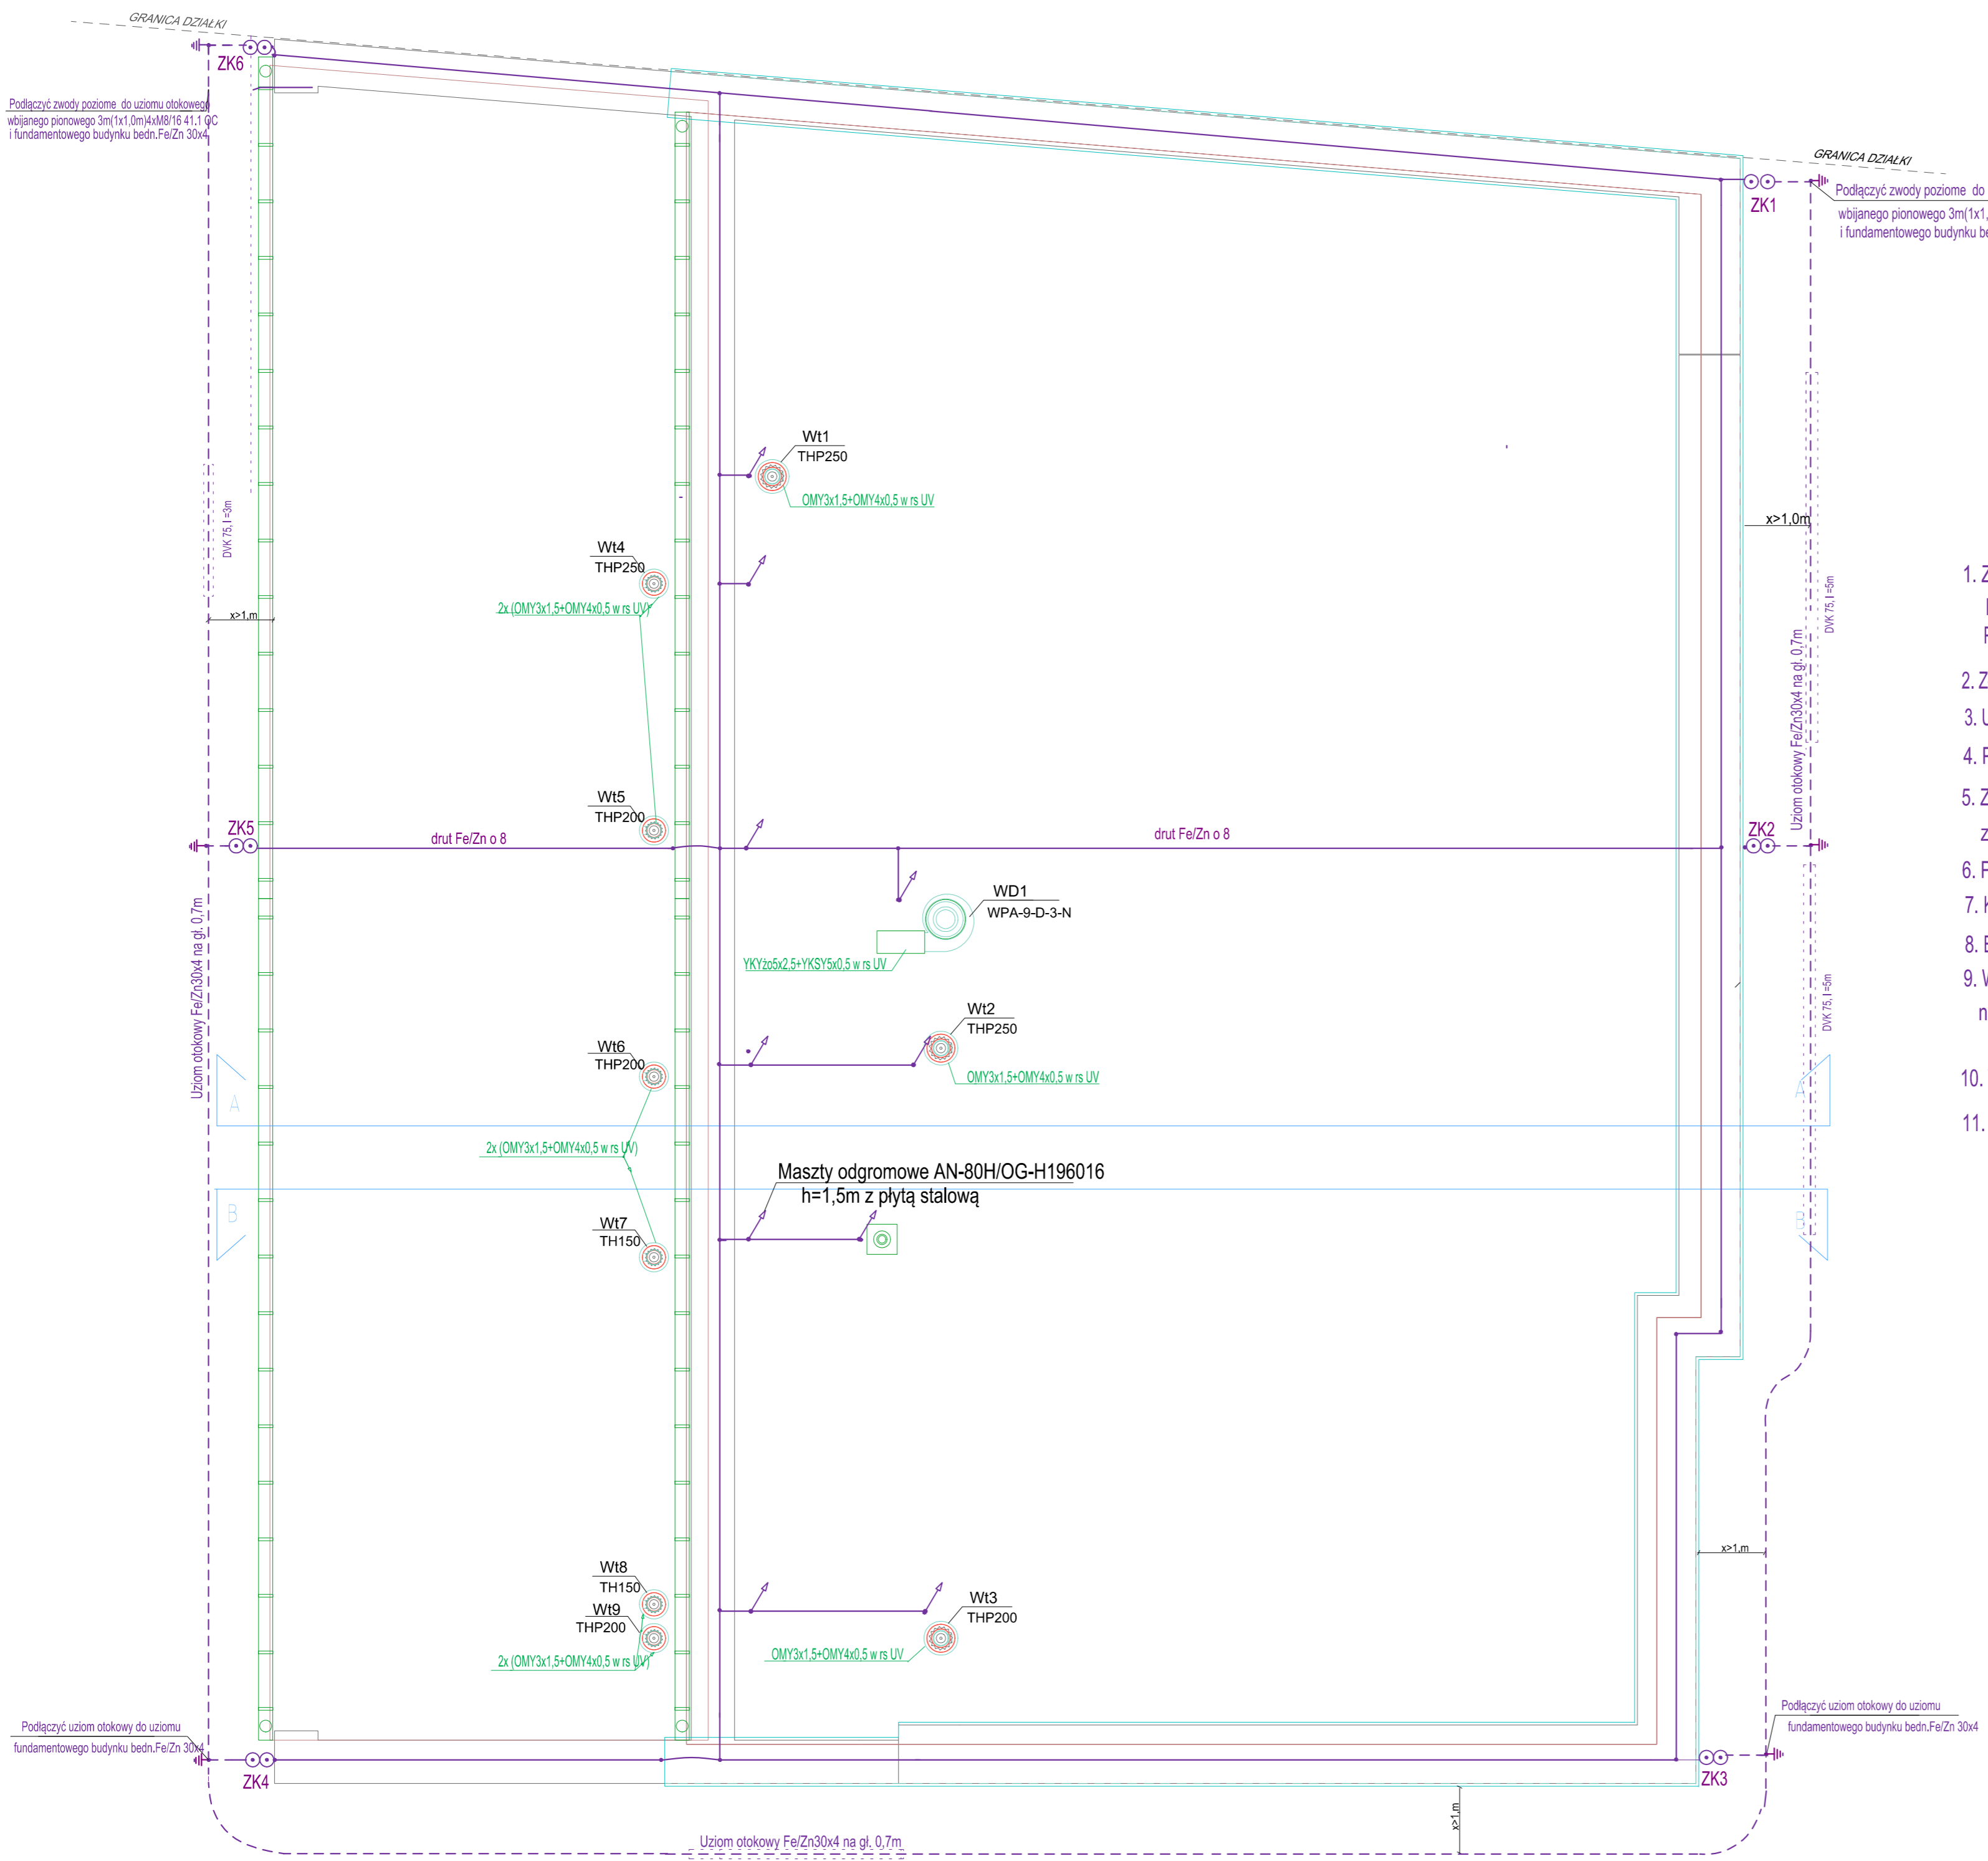 GRANICA DZIAŁKI
ZK6
Podłączyć zwody poziome do uziomu otokowego
wbijanego pionowego 3m(1x1,0m)4xM8/16 41.1 OC
i fundamentowego budynku bedn.Fe/Zn 30x4
GRANICA DZIAŁKI
Podłączyć zwody poziome do
ZK1
wbijanego pionowego 3m(1x1,
i fundamentowego budynku be
Wt1
THP250
OMY3x1,5+OMY4x0,5 w rs UV
DVK 75, l =3m
x>1,0m
Wt4
THP250
2x (OMY3x1,5+OMY4x0,5 w rs UV)
x>1,m
DVK 75, l =5m
Uziom otokowy Fe/Zn30x4 na gł. 0,7m
1. Z
2. Z
3. U
4. P
5. Z
z
6. P
7. K
8. E
9. W
n
10.
11.
Wt5
THP200
ZK5
drut Fe/Zn o 8
drut Fe/Zn o 8
ZK2
WD1
WPA-9-D-3-N
YKYżo5x2,5+YKSY5x0,5 w rs UV
Uziom otokowy Fe/Zn30x4 na gł. 0,7m
DVK 75, l =5m
Wt2
THP250
OMY3x1,5+OMY4x0,5 w rs UV
Wt6
THP200
A
A
2x (OMY3x1,5+OMY4x0,5 w rs UV)
Maszty odgromowe AN-80H/OG-H196016
h=1,5m z płytą stalową
B
B
Wt7
TH150
x>1,m
Wt8
TH150
Wt9
THP200
2x (OMY3x1,5+OMY4x0,5 w rs UV)
Wt3
THP200
OMY3x1,5+OMY4x0,5 w rs UV
Podłączyć uziom otokowy do uziomu
fundamentowego budynku bedn.Fe/Zn 30x4
Podłączyć uziom otokowy do uziomu
fundamentowego budynku bedn.Fe/Zn 30x4
ZK4
ZK3
x>1,m
Uziom otokowy Fe/Zn30x4 na gł. 0,7m